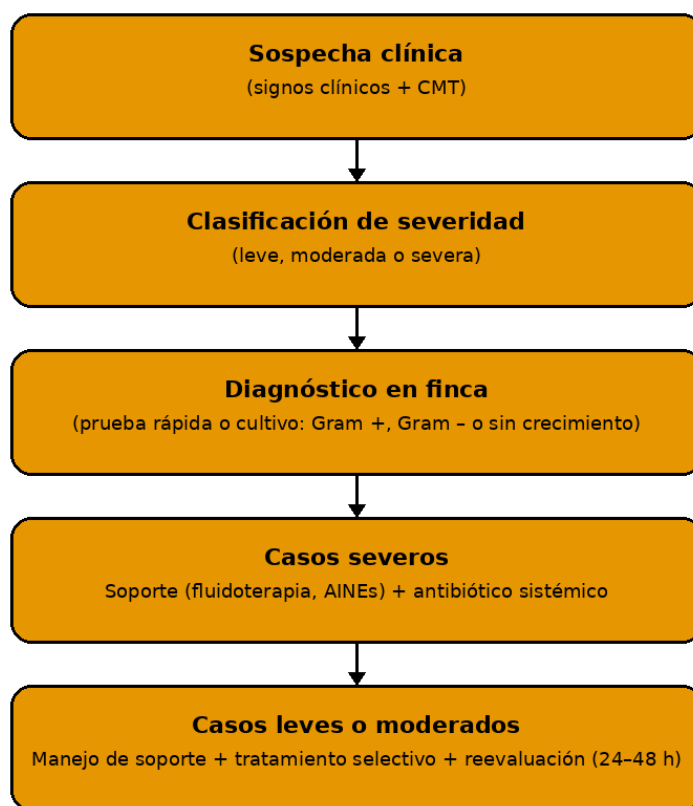 Sospecha clínica
(signos clínicos + CMT)
Clasificación de severidad
(leve, moderada o severa)
Diagnóstico en finca
(prueba rápida o cultivo: Gram +, Gram – o sin crecimiento)
Casos severos
Soporte (fluidoterapia, AINEs) + antibiótico sistémico
Casos leves o moderados
Manejo de soporte + tratamiento selectivo + reevaluación (24–48 h)